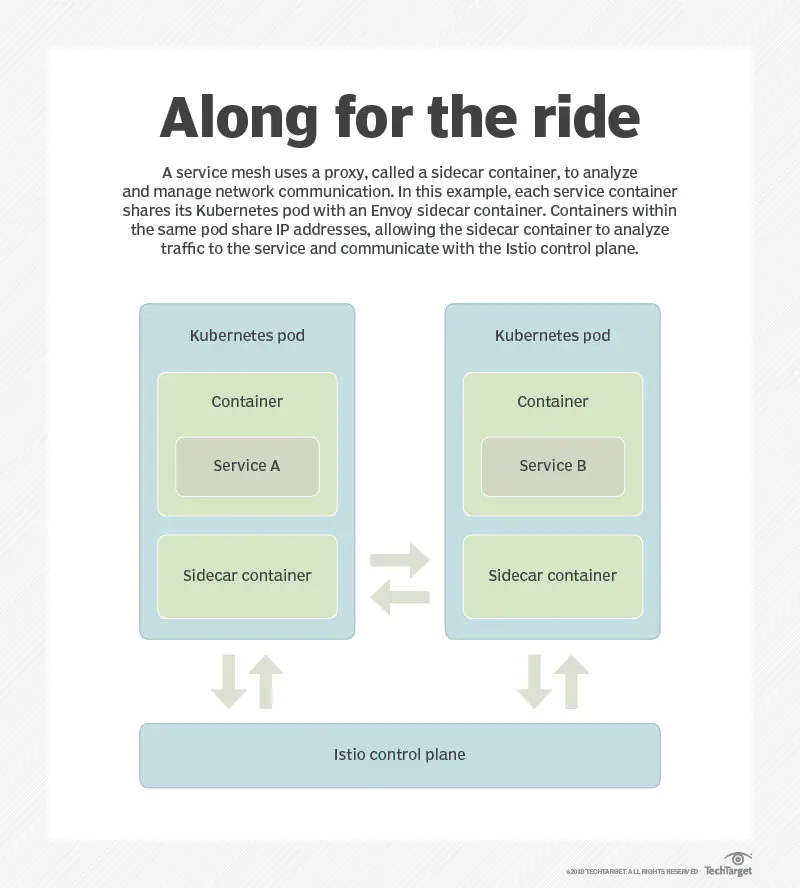 Along for the ride
A service mesh uses a proxy, called a sidecar container, to analyze
and manage network communication. In this example, each service container
shares its Kubernetes pod with an Envoy sidecar container. Containers within
the same pod share IP addresses, allowing the sidecar container to analyze
traffic to the service and communicate with the Istio control plane.
Kubernetes pod
Container
Service A
Sidecar container
Kubernetes pod
Container
Service B
Sidecar container
Istio control plane
©2018 TECHTARGET. ALL RIGHTS RESERVED
TechTarget